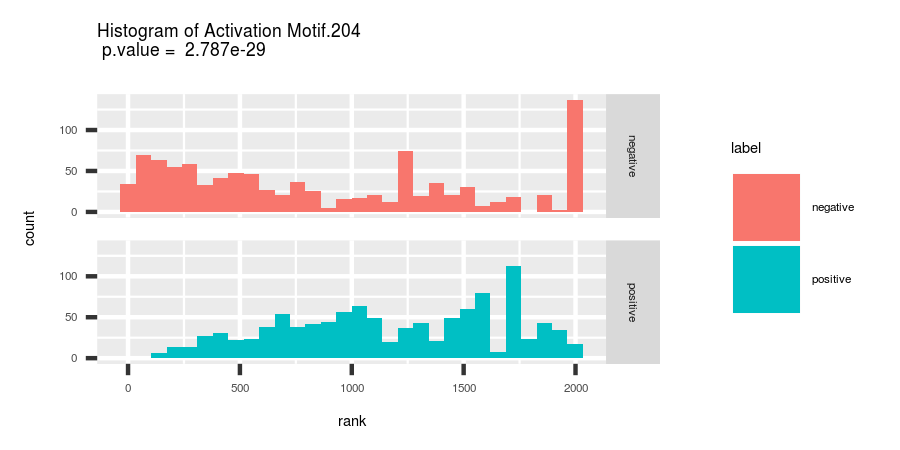 Histogram of Activation Motif.204
p.value = 2.787e-29
count
100
50
0
negative
100
50
0
positive
0 500 1000 1500 2000
rank
label
negative
positive